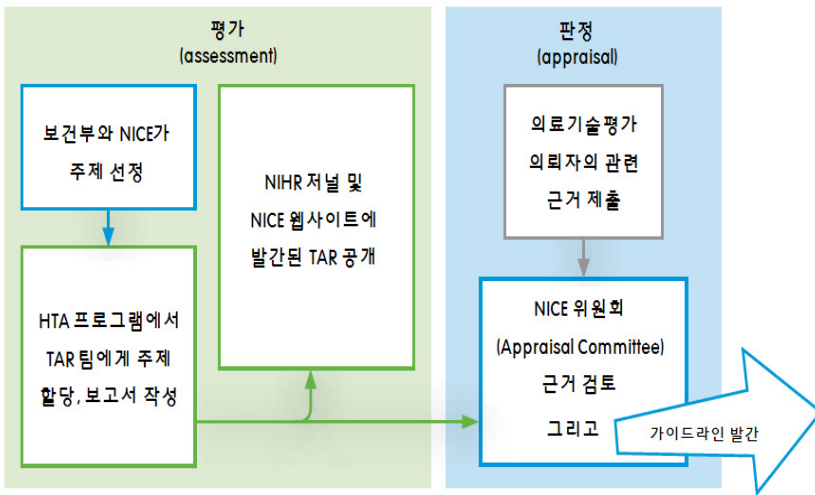 평가
(assessment)
보건부와 NICE가
주제 선정
HTA 프로그램에서
TAR 팀에게 주제
할당, 보고서 작성
NIHR 저널 및
NICE 웹사이트에
발간된 TAR 공개
판정
(appraisal)
의료기술평가
의뢰자의 관련
근거 제출
NICE 위원회
(Appraisal Committee)
근거 검토
그리고
가이드라인 발간